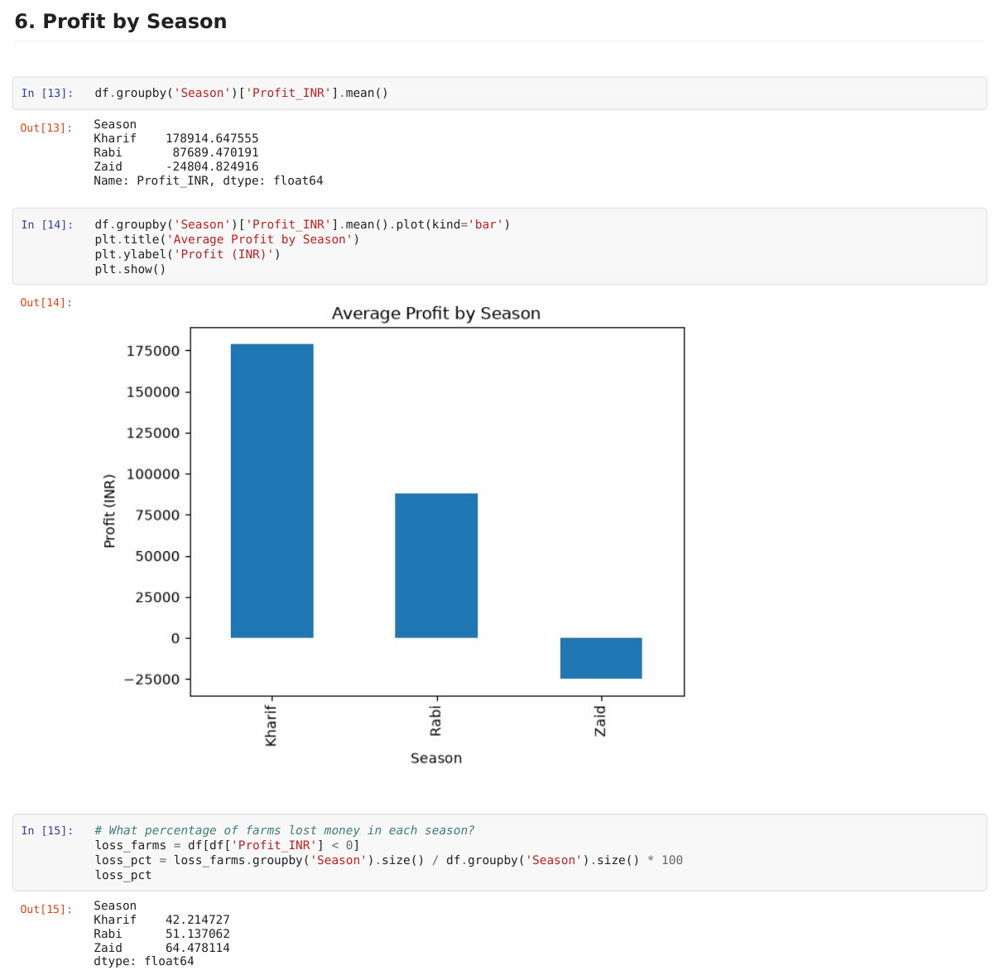 6. Profit by Season
In [13]: df.groupby('Season')['Profit_INR'].mean()
Out[13]: Season
Kharif    178914.647555
Rabi       87689.470191
Zaid      -24804.824916
Name: Profit_INR, dtype: float64
In [14]: df.groupby('Season')['Profit_INR'].mean().plot(kind='bar')
plt.title('Average Profit by Season')
plt.ylabel('Profit (INR)')
plt.show()
Out[14]:
Average Profit by Season
175000
150000
125000
100000
75000
50000
25000
0
−25000
Profit (INR)
Kharif
Rabi
Zaid
Season
In [15]: # What percentage of farms lost money in each season?
loss_farms = df[df['Profit_INR'] < 0]
loss_pct = loss_farms.groupby('Season').size() / df.groupby('Season').size() * 100
loss_pct
Out[15]: Season
Kharif    42.214727
Rabi      51.137062
Zaid      64.478114
dtype: float64